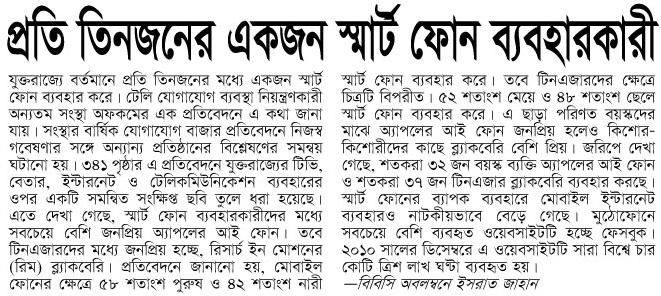 প্রতি তিনজনের একজন স্মার্ট ফোন ব্যবহারকারী
যুক্তরাজ্যে বর্তমানে প্রতি তিনজনের মধ্যে একজন স্মার্ট
ফোন ব্যবহার করে। টেলি যোগাযোগ ব্যবস্থা নিয়ন্ত্রণকারী
অন্যতম সংস্থা অফকমের এক প্রতিবেদনে এ কথা জানা
যায়। সংস্থার বার্ষিক যোগাযোগ বাজার প্রতিবেদনে নিজস্ব
গবেষণার সঙ্গে অন্যান্য প্রতিষ্ঠানের বিশ্লেষণের সমন্বয়
ঘটানো হয়। ৩৪১ পৃষ্ঠার এ প্রতিবেদনে যুক্তরাজ্যের টিভি,
বেতার, ইন্টারনেট ও টেলিকমিউনিকেশন ব্যবহারের
ওপর একটি সমন্বিত সংক্ষিপ্ত ছবি তুলে ধরা হয়েছে।
এতে দেখা গেছে, স্মার্ট ফোন ব্যবহারকারীদের মধ্যে
সবচেয়ে বেশি জনপ্রিয় অ্যাপলের আই ফোন। তবে
টিনএজারদের মধ্যে জনপ্রিয় হচ্ছে, রিসার্চ ইন মোশনের
(রিম) ব্ল্যাকবেরি। প্রতিবেদনে জানানো হয়, মোবাইল
ফোনের ক্ষেত্রে ৫৮ শতাংশ পুরুষ ও ৪২ শতাংশ নারী
স্মার্ট ফোন ব্যবহার করে। তবে টিনএজারদের ক্ষেত্রে
চিত্রটি বিপরীত। ৫২ শতাংশ মেয়ে ও ৪৮ শতাংশ ছেলে
স্মার্ট ফোন ব্যবহার করে। এ ছাড়া পরিণত বয়স্কদের
মাঝে অ্যাপলের আই ফোন জনপ্রিয় হলেও কিশোর-
কিশোরীদের কাছে ব্ল্যাকবেরি বেশি প্রিয়। জরিপে দেখা
গেছে, শতকরা ৩২ জন বয়স্ক ব্যক্তি অ্যাপলের আই ফোন
ও শতকরা ৩৭ জন টিনএজার ব্ল্যাকবেরি ব্যবহার করছে।
স্মার্ট ফোনের ব্যাপক ব্যবহারে মোবাইল ইন্টারনেট
ব্যবহারও নাটকীয়ভাবে বেড়ে গেছে। মুঠোফোনে
সবচেয়ে বেশি ব্যবহৃত ওয়েবসাইটটি হচ্ছে ফেসবুক।
২০১০ সালের ডিসেম্বরে এ ওয়েবসাইটটি সারা বিশ্বে চার
কোটি ত্রিশ লাখ ঘন্টা ব্যবহৃত হয়।
—বিবিসি অবলম্বনে ইসরাত জাহান